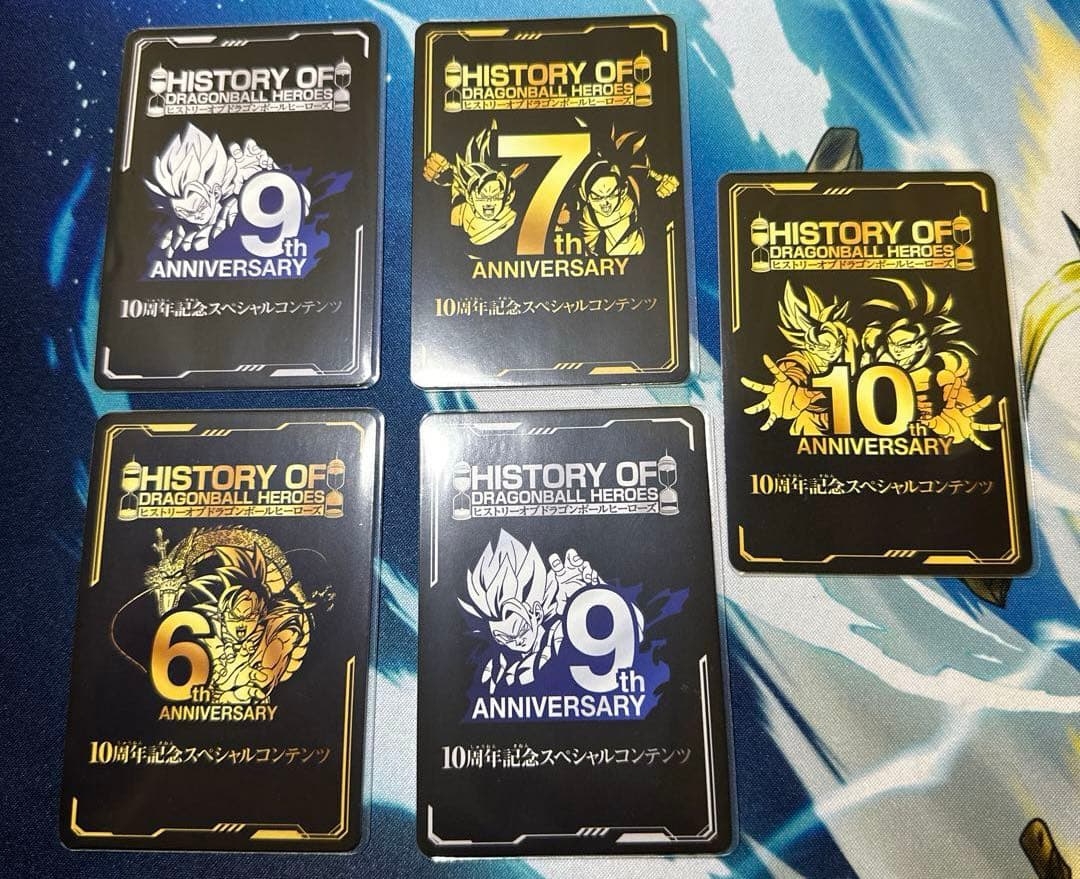 HISTORY OF
DRAGONBALL HEROES
ヒストリーオブドラゴンボールヒーローズ
9th
ANNIVERSARY
10周年記念スペシャルコンテンツ
HISTORY OF
DRAGONBALL HEROES
ヒストリーオブドラゴンボールヒーローズ
7th
ANNIVERSARY
10周年記念スペシャルコンテンツ
HISTORY OF
DRAGONBALL HEROES
ヒストリーオブドラゴンボールヒーローズ
10th
ANNIVERSARY
10周年記念スペシャルコンテンツ
HISTORY OF
DRAGONBALL HEROES
ヒストリーオブドラゴンボールヒーローズ
6th
ANNIVERSARY
10周年記念スペシャルコンテンツ
HISTORY OF
DRAGONBALL HEROES
ヒストリーオブドラゴンボールヒーローズ
9th
ANNIVERSARY
10周年記念スペシャルコンテンツ